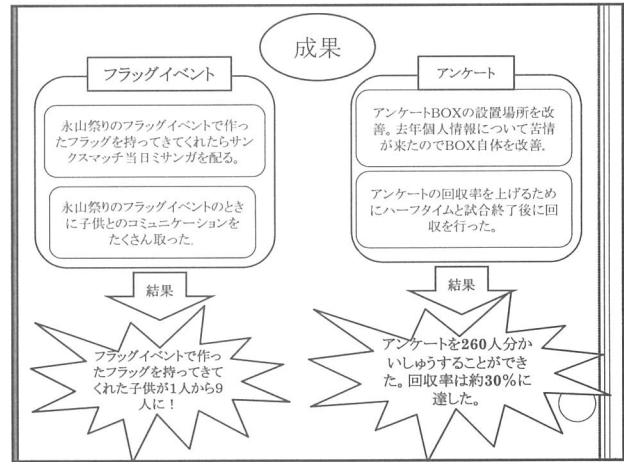 成果
フラッグイベント
永山祭りのフラッグイベントで作っ
たフラッグを持ってきてくれたらサン
クスマッチ当日ミサンガを配る。
永山祭りのフラッグイベントのとき
に子供とのコミュニケーションを
たくさん取った.
結果
フラッグイベントで作っ
たフラッグを持ってきて
くれた子供が1人から9
人に！
アンケート
アンケートBOXの設置場所を改
善。去年個人情報について苦情
が来たのでBOX自体を改善.
アンケートの回収率を上げるため
にハーフタイムと試合終了後に回
収を行った。
結果
アンケートを260人分か
いしゅうすることができ
た。回収率は約30%に
達した。